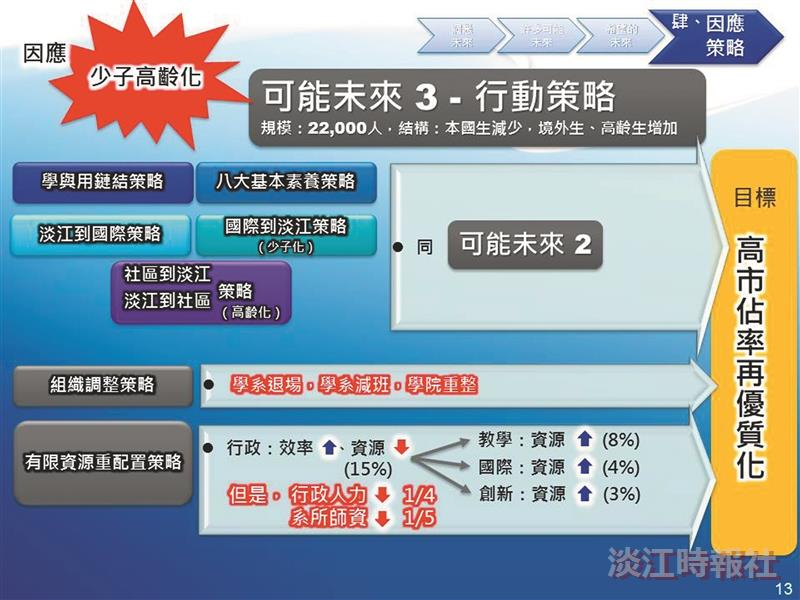 因應
少子高齡化
未來
許多可能
未來
希望的
未來
肆、因應
策略
可能未來 3 - 行動策略
規模：22,000人，結構：本國生減少，境外生、高齡生增加
學與用鏈結策略
八大基本素養策略
淡江到國際策略
國際到淡江策略
（少子化）
社區到淡江
淡江到社區
策略
（高齡化）
● 同
可能未來 2
目標
高市佔率再優質化
組織調整策略
● 學系退場，學系減班，學院重整
有限資源重配置策略
● 行政：效率 ⬆、資源 ⬇
(15%)
教學：資源 ⬆ (8%)
國際：資源 ⬆ (4%)
創新：資源 ⬆ (3%)
但是， 行政人力 ⬇ 1/4
系所師資 ⬇ 1/5
淡江時報社
13